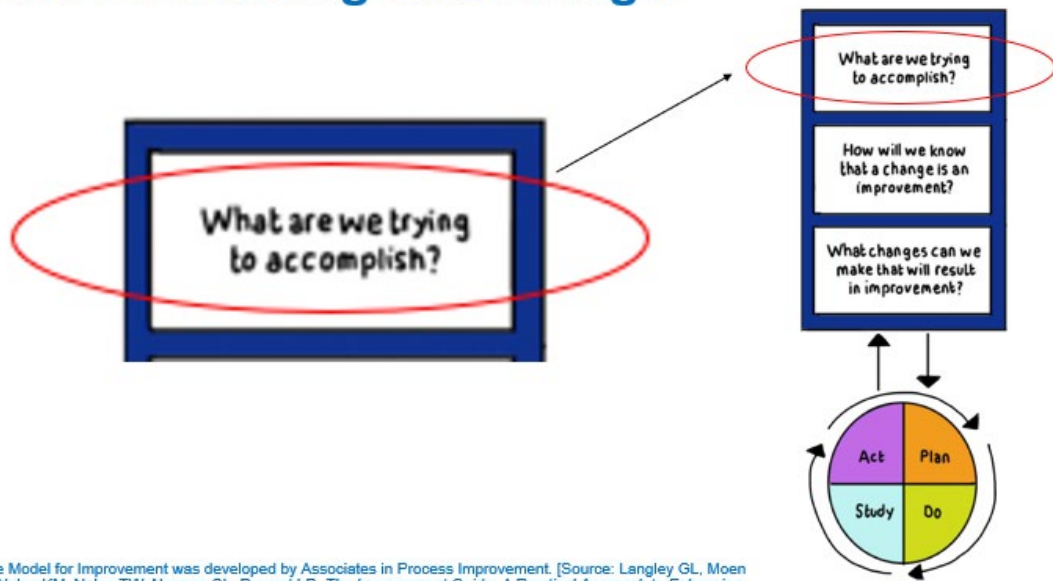 What are we trying
to accomplish?
What are we trying
to accomplish?
How will we know
that a change is an
improvement?
What changes can we
make that will result
in improvement?
Act
Plan
Study
Do
Model for Improvement was developed by Associates in Process Improvement. [Source: Langley GL, Moen